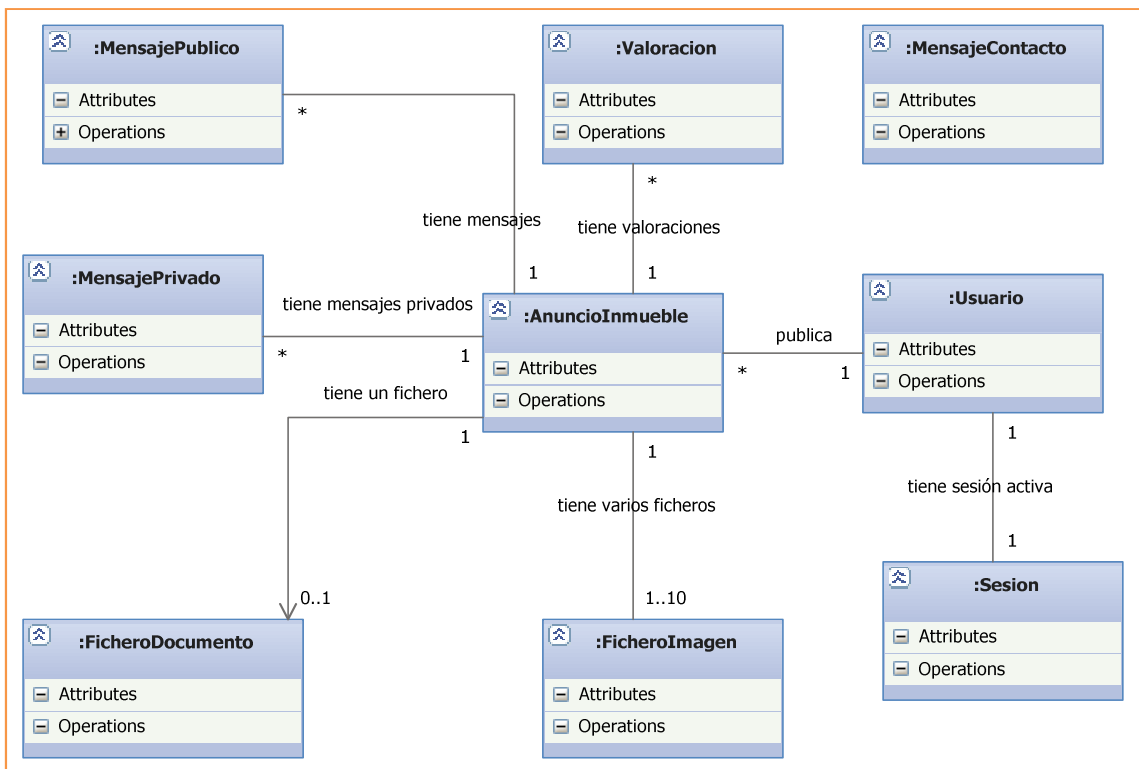 :MensajePublico
Attributes
Operations
:Valoracion
Attributes
Operations
:MensajeContacto
Attributes
Operations
*
*
tiene mensajes
tiene valoraciones
1
1
:MensajePrivado
Attributes
Operations
tiene mensajes privados
*
1
:AnuncioInmueble
Attributes
Operations
publica
*
1
:Usuario
Attributes
Operations
tiene un fichero
1
1
1
tiene varios ficheros
tiene sesión activa
1
0..1
1..10
:Sesion
Attributes
Operations
:FicheroDocumento
Attributes
Operations
:FicheroImagen
Attributes
Operations